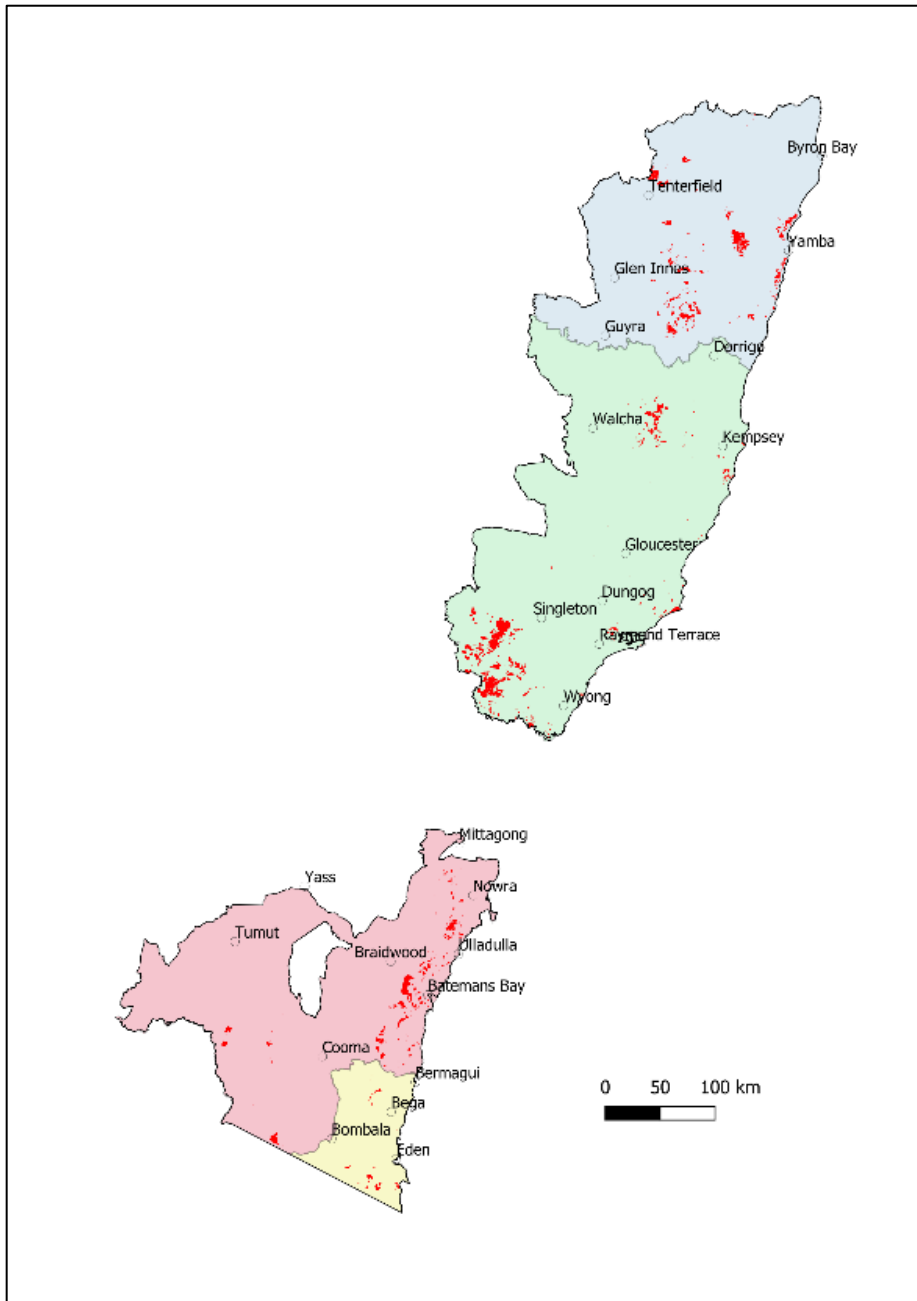 Byron Bay
Tenterfield
Yamba
Glen Innes
Guyra
Dorrigo
Walcha
Kempsey
Gloucester
Dungog
Singleton
Raymond Terrace
Wyong
Mittagong
Yass
Nowra
Tumut
Ulladulla
Braidwood
Batemans Bay
Cooma
Bermagui
0 50 100 km
Bega
Bombala
Eden